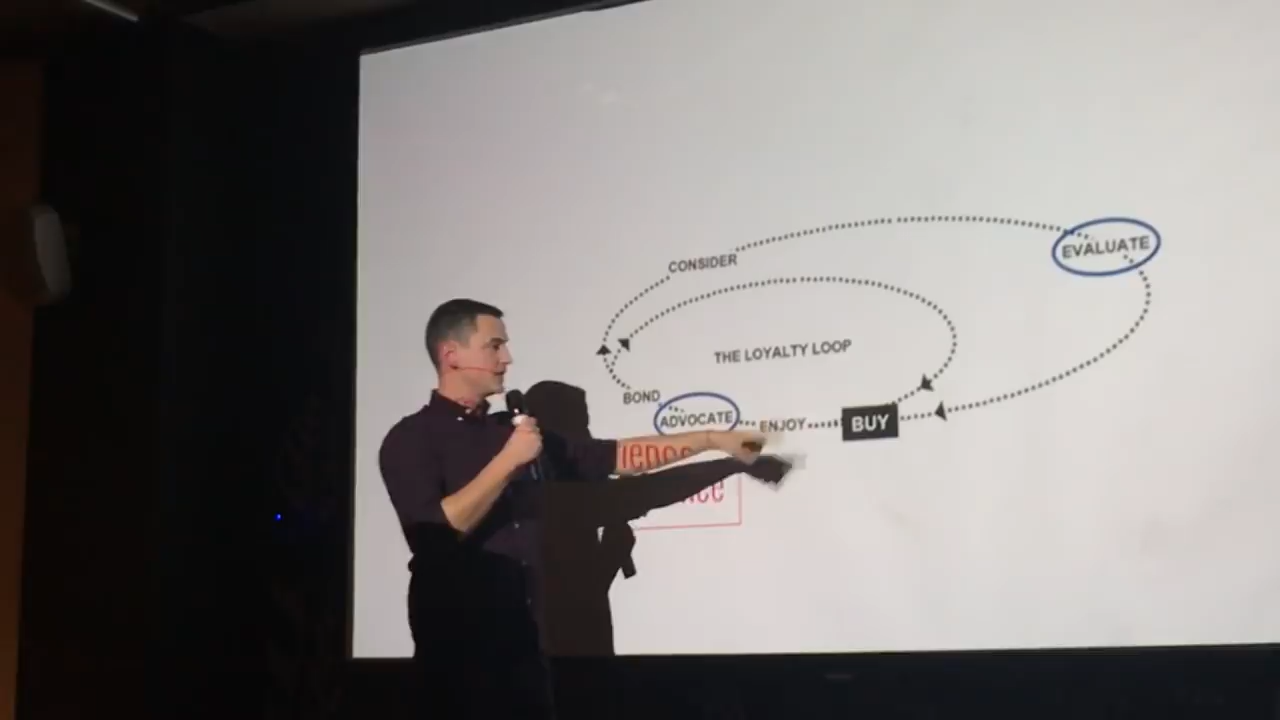 EVALUATE
CONSIDER
THE LOYALTY LOOP
BOND
ADVOCATE
ENJOY
BUY